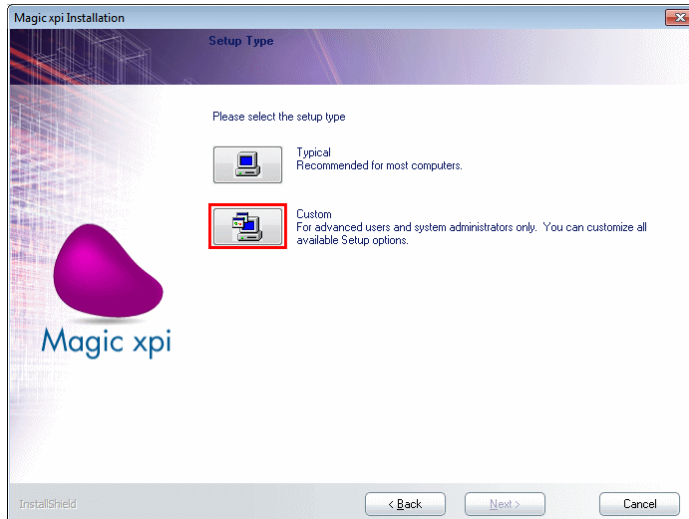 Magic xpi Installation
Setup Type
Please select the setup type
Typical
Recommended for most computers.
Custom
For advanced users and system administrators only.  You can customize all
available Setup options.
Magic xpi
InstallShield
< Back
Next >
Cancel